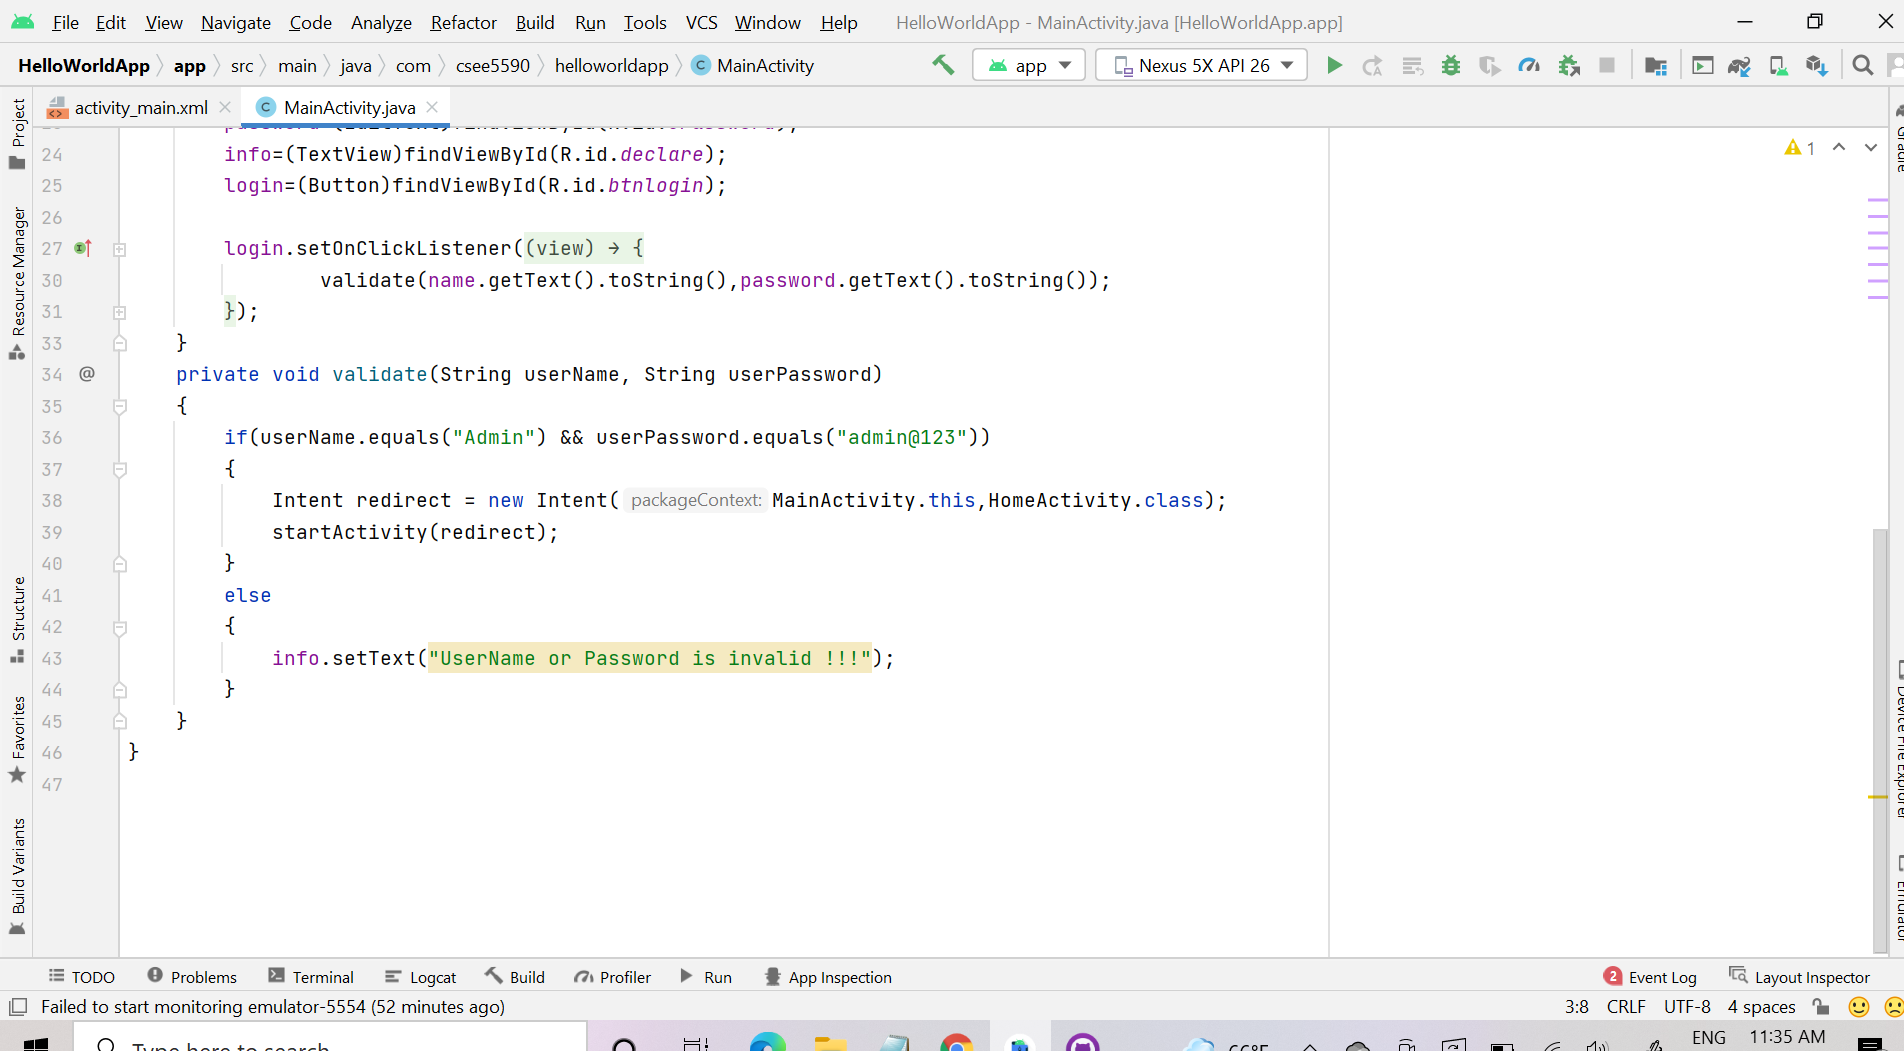 File Edit View Navigate Code Analyze Refactor Build Run Tools VCS Window Help HelloWorldApp - MainActivity.java [HelloWorldApp.app]
HelloWorldApp app src main java com csee5590 helloworldapp C MainActivity app Nexus 5X API 26
activity_main.xml C MainActivity.java
Project
Resource Manager
Structure
Favorites
Build Variants
24 info=(TextView)findViewById(R.id.declare);
25 login=(Button)findViewById(R.id.btnlogin);
26
27 login.setOnClickListener((view) → {
30 validate(name.getText().toString(),password.getText().toString());
31 });
33 }
34 @ private void validate(String userName, String userPassword)
35 {
36 if(userName.equals("Admin") && userPassword.equals("admin@123"))
37 {
38 Intent redirect = new Intent( packageContext: MainActivity.this,HomeActivity.class);
39 startActivity(redirect);
40 }
41 else
42 {
43 info.setText("UserName or Password is invalid !!!");
44 }
45 }
46 }
47
1
Gradle
Device File Explorer
Emulator
TODO Problems Terminal Logcat Build Profiler Run App Inspection 2 Event Log Layout Inspector
Failed to start monitoring emulator-5554 (52 minutes ago) 3:8 CRLF UTF-8 4 spaces
Type here to search 66°F ENG 11:35 AM